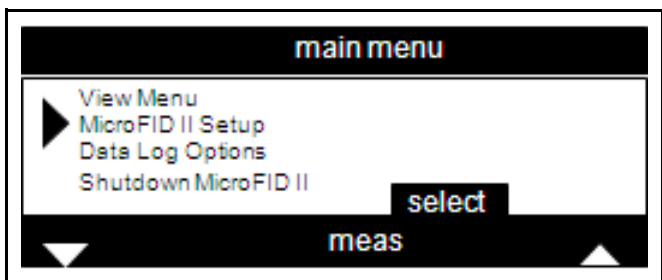 main menu
View Menu
MicroFID II Setup
Data Log Options
Shutdown MicroFID II
select
meas